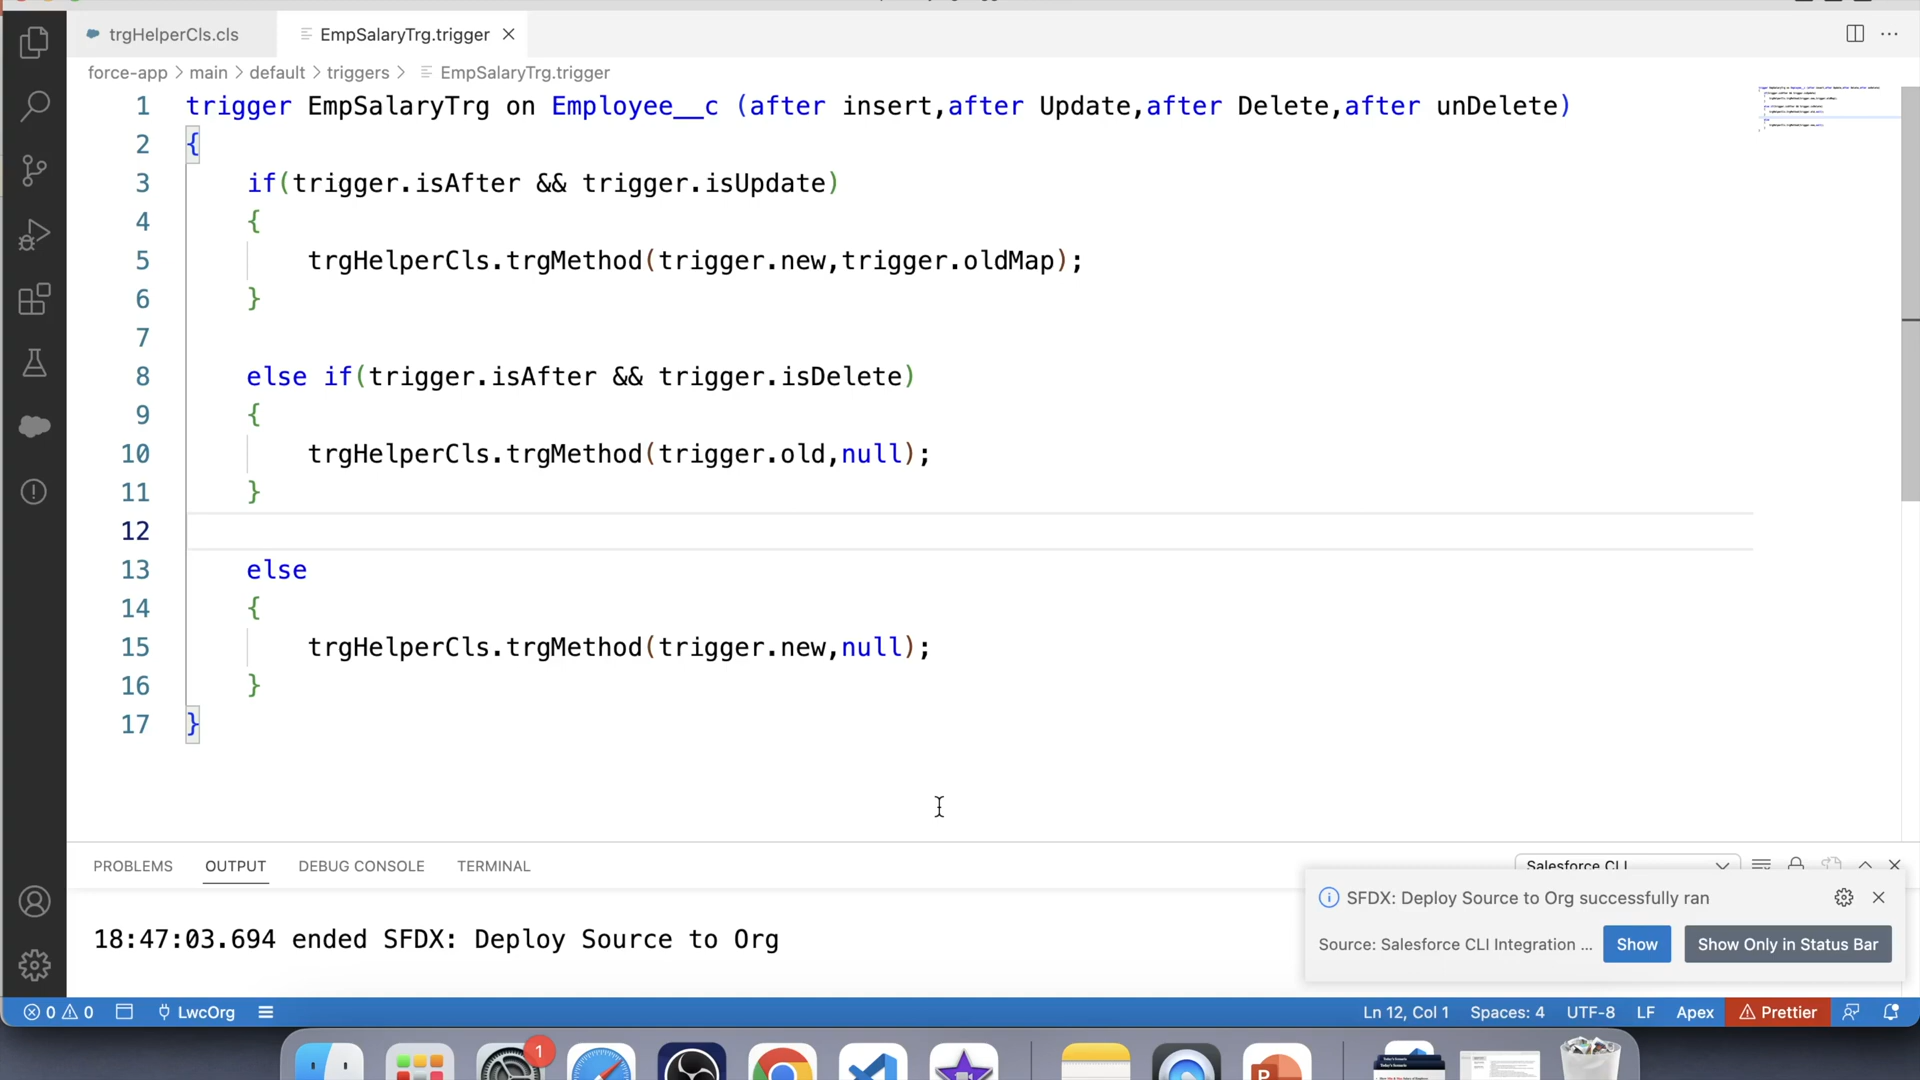 trgHelperCls.cls
EmpSalaryTrg.trigger
force-app > main > default > triggers > EmpSalaryTrg.trigger
1 trigger EmpSalaryTrg on Employee__c (after insert,after Update,after Delete,after unDelete)
2 {
3 if(trigger.isAfter && trigger.isUpdate)
4 {
5 trgHelperCls.trgMethod(trigger.new,trigger.oldMap);
6 }
7
8 else if(trigger.isAfter && trigger.isDelete)
9 {
10 trgHelperCls.trgMethod(trigger.old,null);
11 }
12
13 else
14 {
15 trgHelperCls.trgMethod(trigger.new,null);
16 }
17 }
PROBLEMS OUTPUT DEBUG CONSOLE TERMINAL
Salesforce CLI
18:47:03.694 ended SFDX: Deploy Source to Org
SFDX: Deploy Source to Org successfully ran
Source: Salesforce CLI Integration ... Show Show Only in Status Bar
0 0 LwcOrg Ln 12, Col 1 Spaces: 4 UTF-8 LF Apex Prettier
1
P